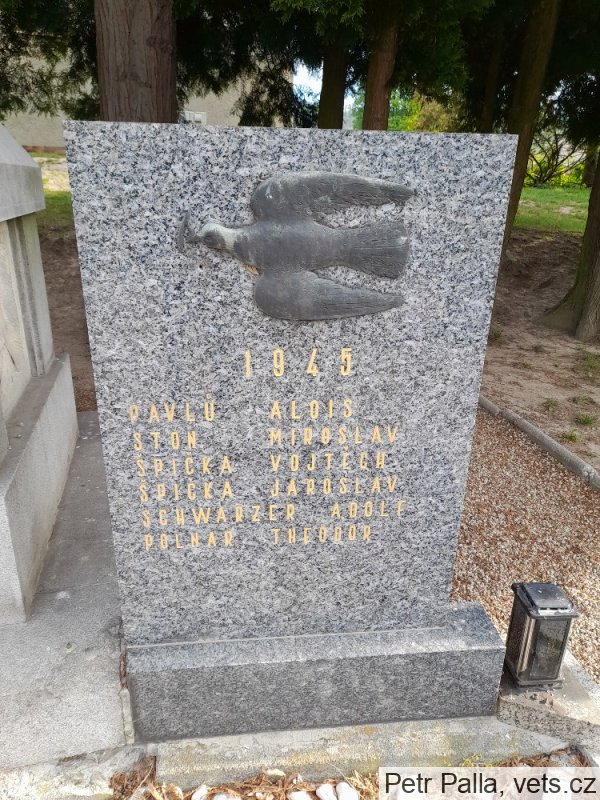 1945
PAVLŮ ALOIS
STON MIROSLAV
ŠPIČKA VOJTĚCH
ŠPIČKA JAROSLAV
SCHWARZER ADOLF
POLNAR THEODOR
Petr Palla, vets.cz